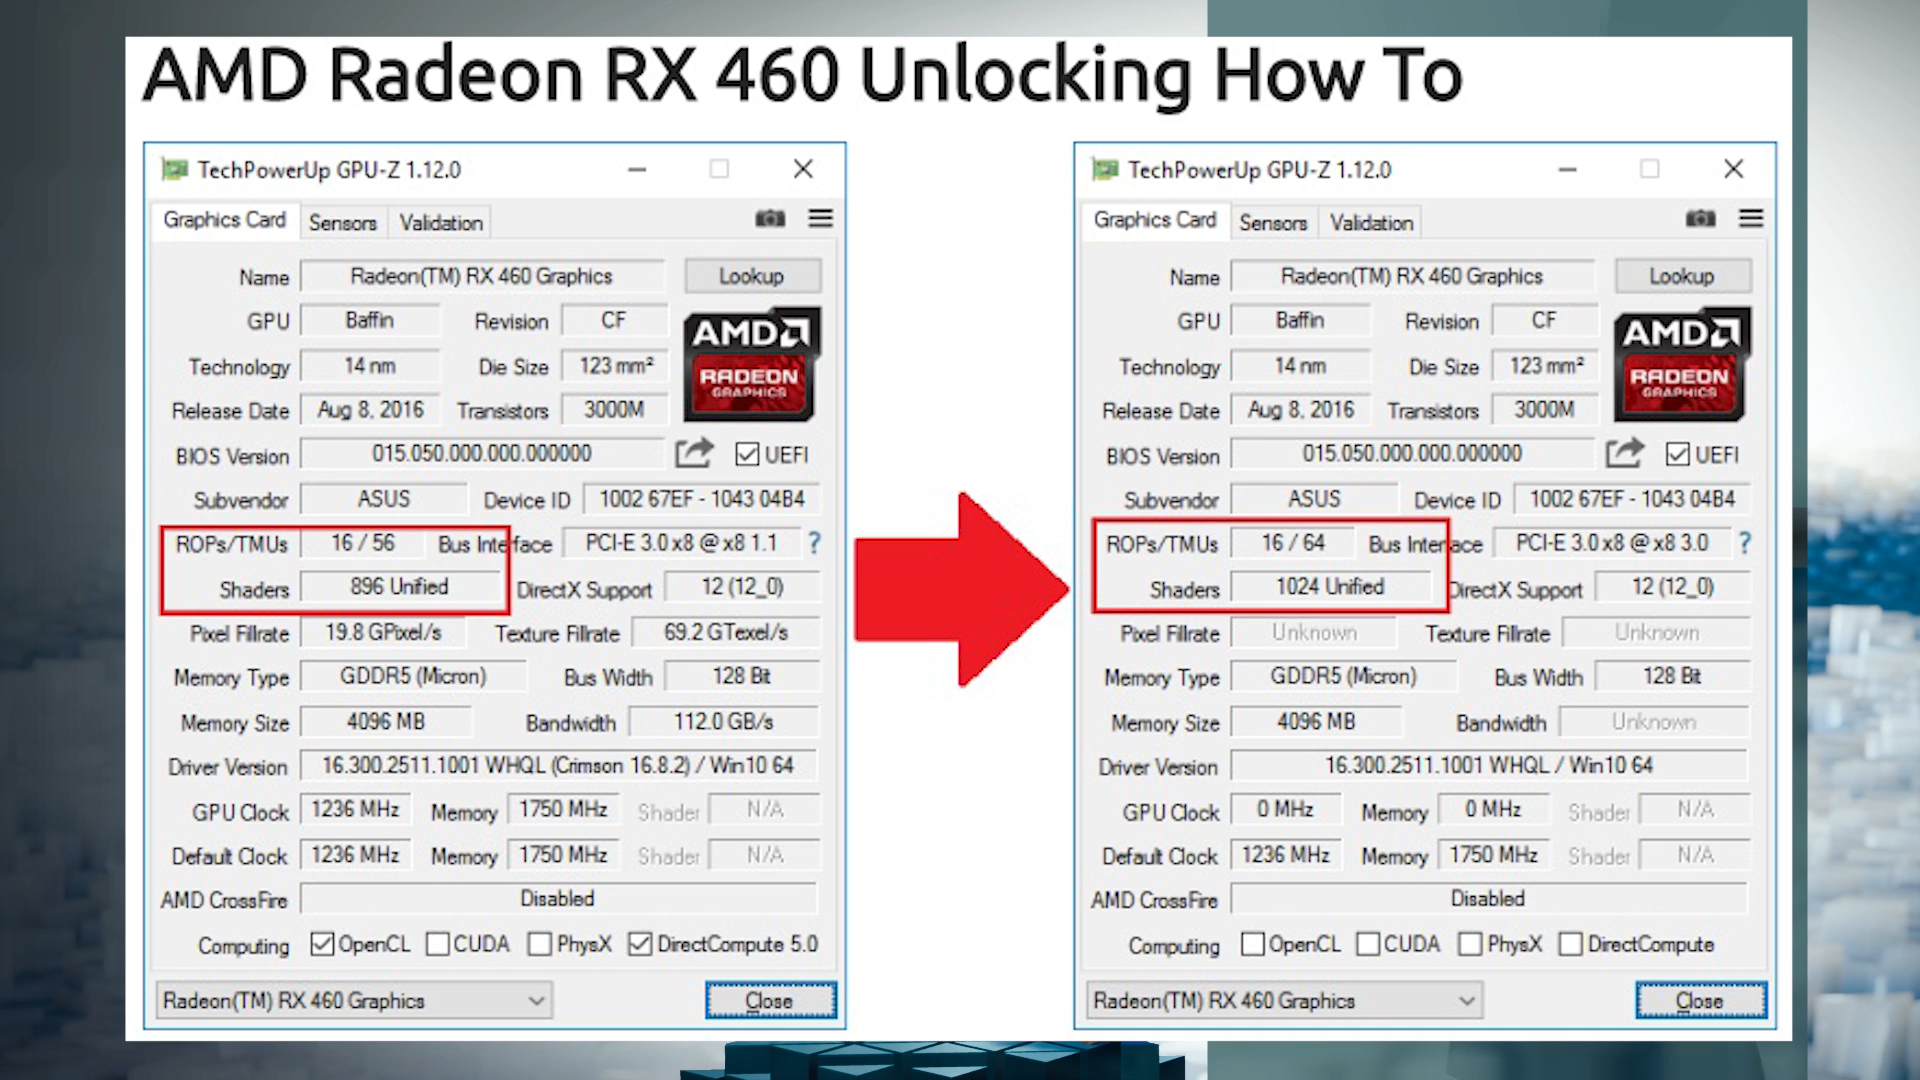 AMD Radeon RX 460 Unlocking How To
TechPowerUp GPU-Z 1.12.0
Graphics Card Sensors Validation
Name Radeon(TM) RX 460 Graphics Lookup
GPU Baffin Revision CF
AMD
RADEON
GRAPHICS
Technology 14 nm Die Size 123 mm²
Release Date Aug 8, 2016 Transistors 3000M
BIOS Version 015.050.000.000.000000 UEFI
Subvendor ASUS Device ID 1002 67EF - 1043 04B4
ROPs/TMUs 16 / 56 Bus Interface PCI-E 3.0 x8 @ x8 1.1 ?
Shaders 896 Unified DirectX Support 12 (12_0)
Pixel Fillrate 19.8 GPixel/s Texture Fillrate 69.2 GTexel/s
Memory Type GDDR5 (Micron) Bus Width 128 Bit
Memory Size 4096 MB Bandwidth 112.0 GB/s
Driver Version 16.300.2511.1001 WHQL (Crimson 16.8.2) / Win10 64
GPU Clock 1236 MHz Memory 1750 MHz Shader N/A
Default Clock 1236 MHz Memory 1750 MHz Shader N/A
AMD CrossFire Disabled
Computing OpenCL CUDA PhysX DirectCompute 5.0
Radeon(TM) RX 460 Graphics Close
TechPowerUp GPU-Z 1.12.0
Graphics Card Sensors Validation
Name Radeon(TM) RX 460 Graphics Lookup
GPU Baffin Revision CF
AMD
RADEON
GRAPHICS
Technology 14 nm Die Size 123 mm²
Release Date Aug 8, 2016 Transistors 3000M
BIOS Version 015.050.000.000.000000 UEFI
Subvendor ASUS Device ID 1002 67EF - 1043 04B4
ROPs/TMUs 16 / 64 Bus Interface PCI-E 3.0 x8 @ x8 3.0 ?
Shaders 1024 Unified DirectX Support 12 (12_0)
Pixel Fillrate Unknown Texture Fillrate Unknown
Memory Type GDDR5 (Micron) Bus Width 128 Bit
Memory Size 4096 MB Bandwidth Unknown
Driver Version 16.300.2511.1001 WHQL / Win10 64
GPU Clock 0 MHz Memory 0 MHz Shader N/A
Default Clock 1236 MHz Memory 1750 MHz Shader N/A
AMD CrossFire Disabled
Computing OpenCL CUDA PhysX DirectCompute
Radeon(TM) RX 460 Graphics Close